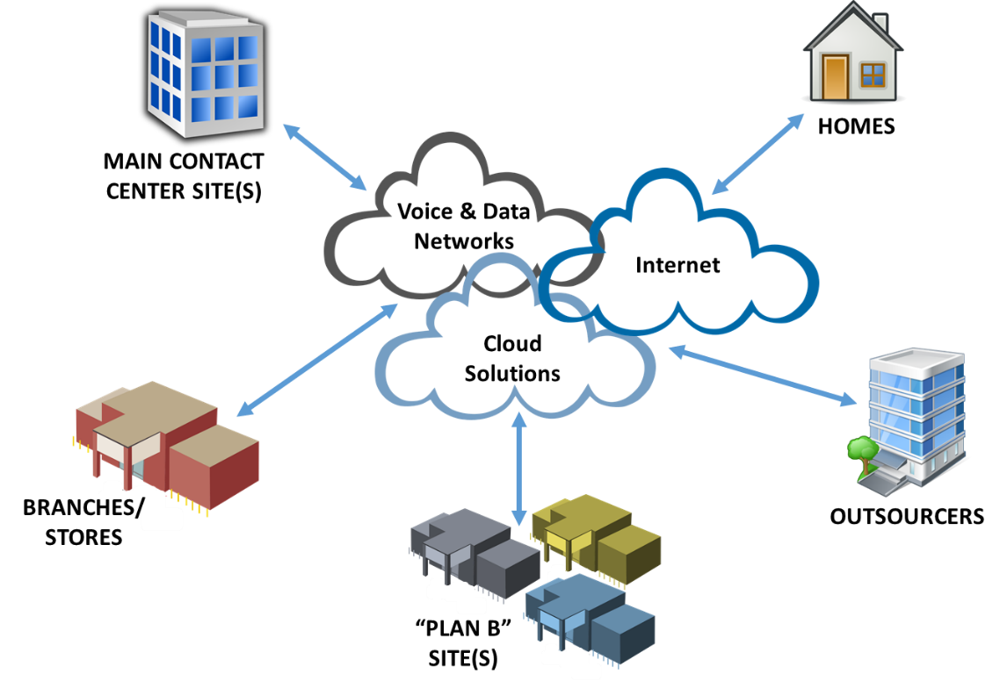 MAIN CONTACT
CENTER SITE(S)
HOMES
Voice & Data
Networks
Internet
Cloud
Solutions
BRANCHES/
STORES
OUTSOURCERS
“PLAN B”
SITE(S)